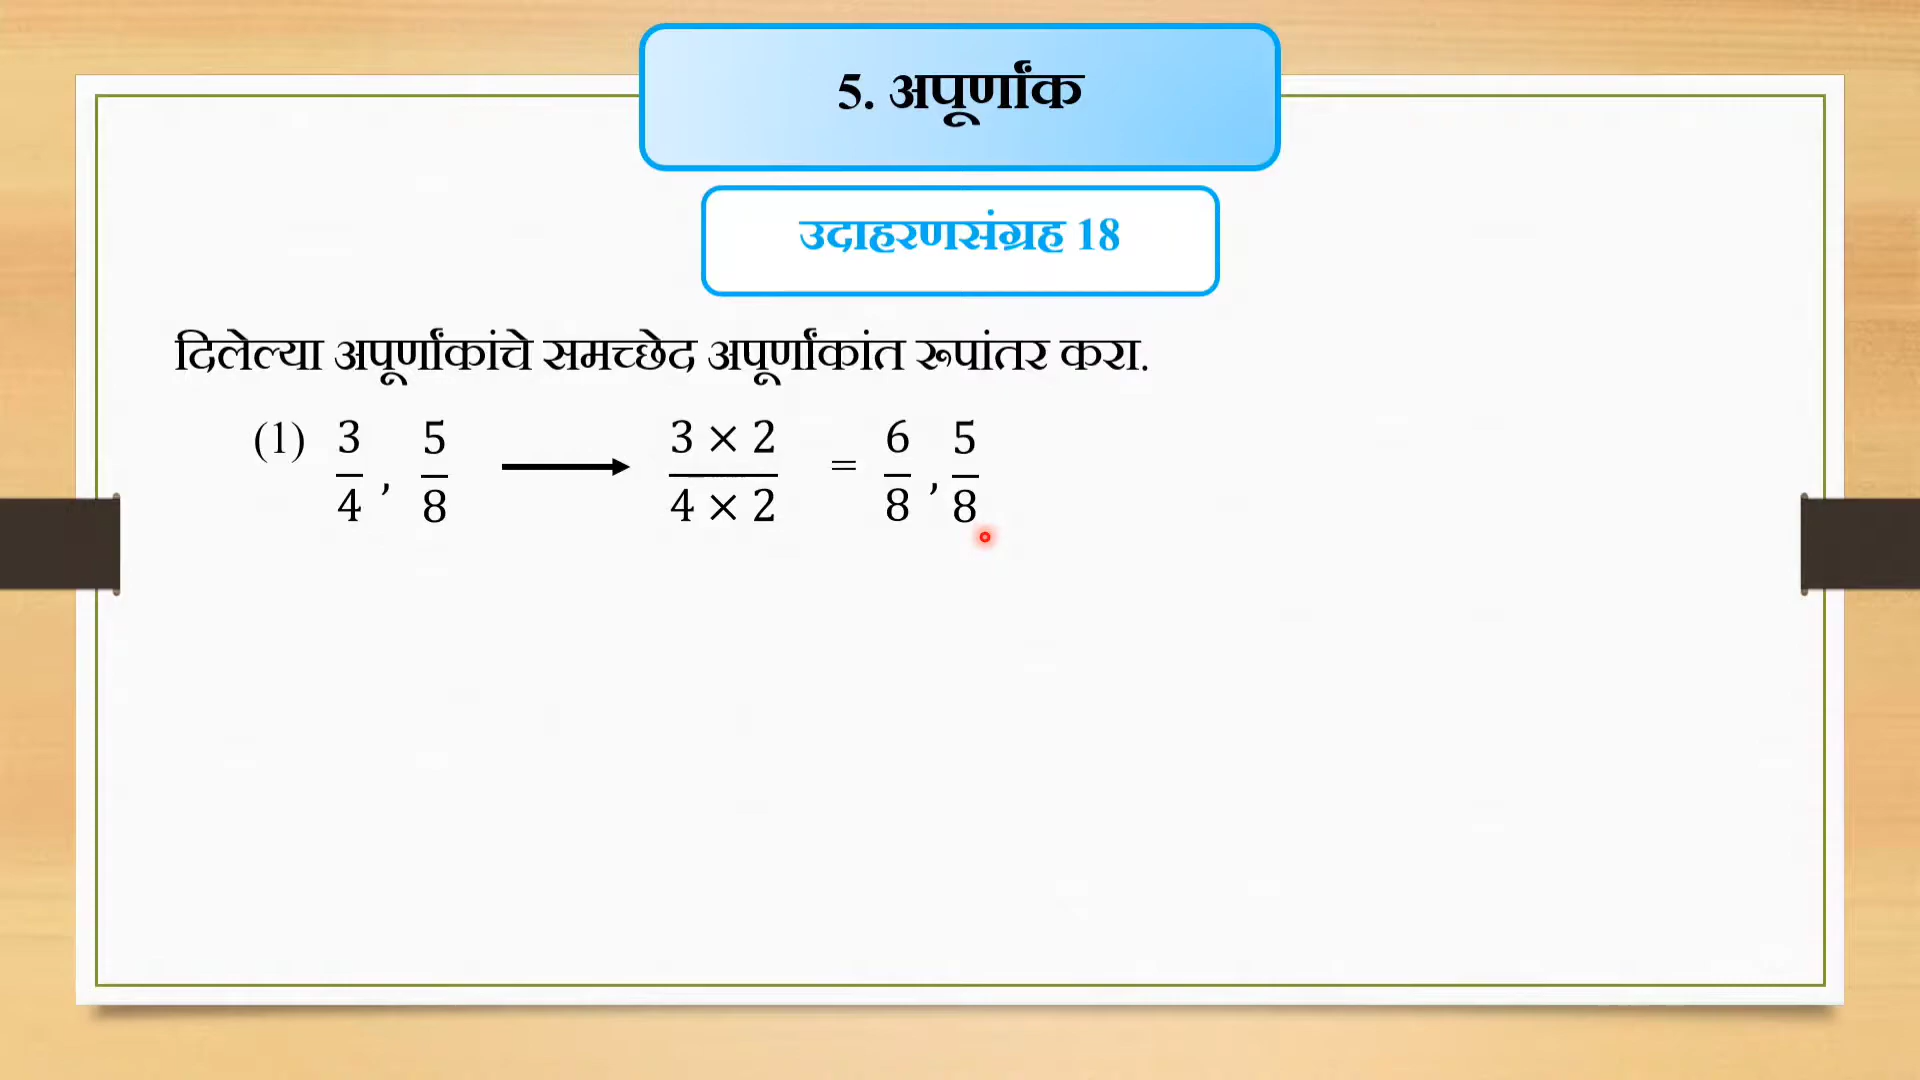 5. अपूर्णांक
उदाहरणसंग्रह 18
दिलेल्या अपूर्णांकांचे समच्छेद अपूर्णांकांत रूपांतर करा.
(1) 3/4 , 5/8 ⟶ 3 × 2 / 4 × 2 = 6/8 , 5/8